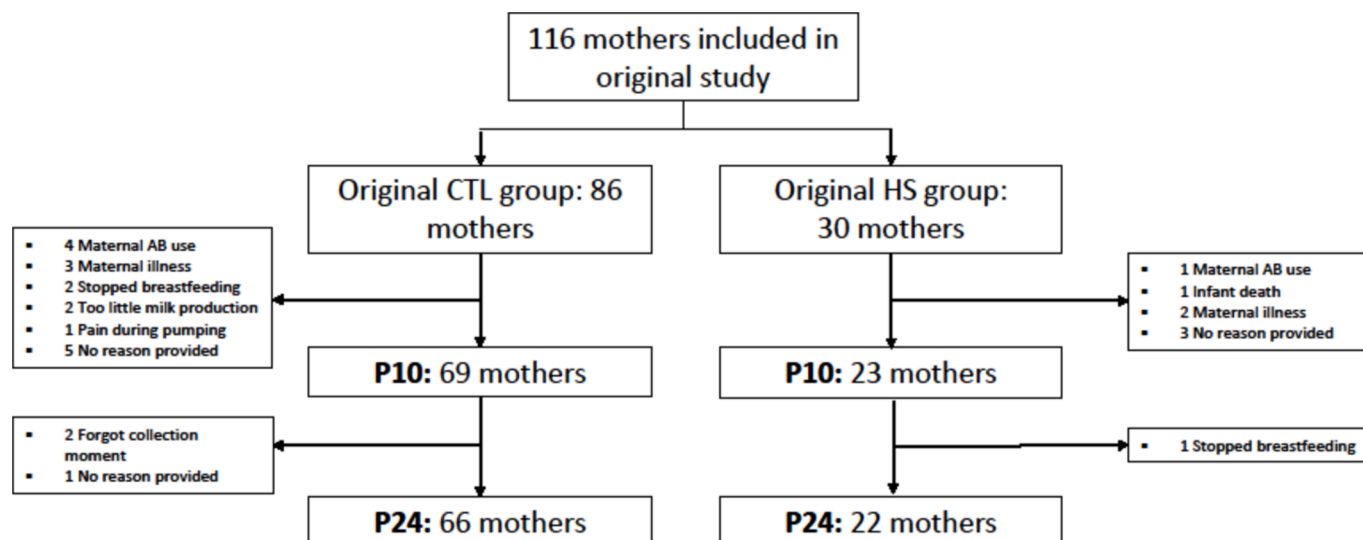 116 mothers included in
original study
Original CTL group: 86
mothers
Original HS group:
30 mothers
▪ 4 Maternal AB use
▪ 3 Maternal illness
▪ 2 Stopped breastfeeding
▪ 2 Too little milk production
▪ 1 Pain during pumping
▪ 5 No reason provided
▪ 1 Maternal AB use
▪ 1 Infant death
▪ 2 Maternal illness
▪ 3 No reason provided
P10: 69 mothers
P10: 23 mothers
▪ 2 Forgot collection
moment
▪ 1 No reason provided
▪ 1 Stopped breastfeeding
P24: 66 mothers
P24: 22 mothers